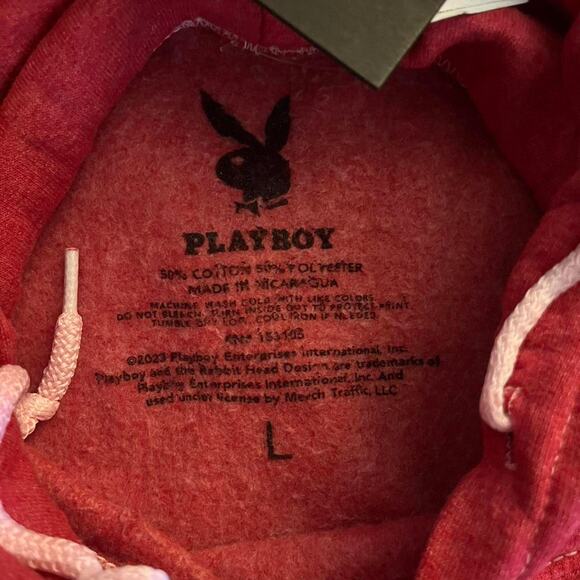 PLAYBOY
50% COTTON 50% POLYESTER
MADE IN NICARAGUA
MACHINE WASH COLD WITH LIKE COLORS.
DO NOT BLEACH. TURN INSIDE OUT TO PROTECT PRINT.
TUMBLE DRY LOW. COOL IRON IF NEEDED.
©2023 Playboy Enterprises International, Inc.
Playboy and the Rabbit Head Design are trademarks of
Playboy Enterprises International, Inc. And
used under license by Merch Traffic, LLC
L